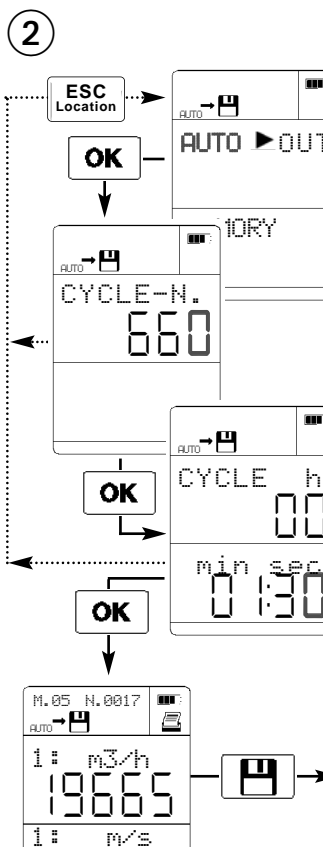 2
ESC
Location
AUTO
AUTO ▶OUT
OK
MORY
AUTO
CYCLE-N.
660
AUTO
CYCLE h
00
OK
min sec
01:30
OK
M.05 N.0017
AUTO
1: m3/h
19665
1: m/s